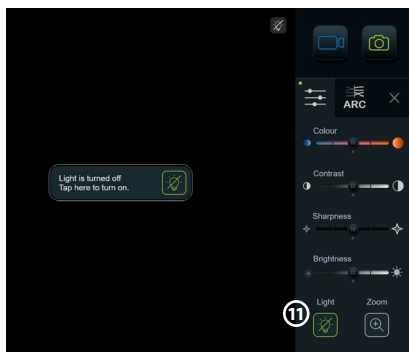 ARC
Colour
Light is turned off
Tap here to turn on.
Contrast
Sharpness
Brightness
Light
Zoom
11